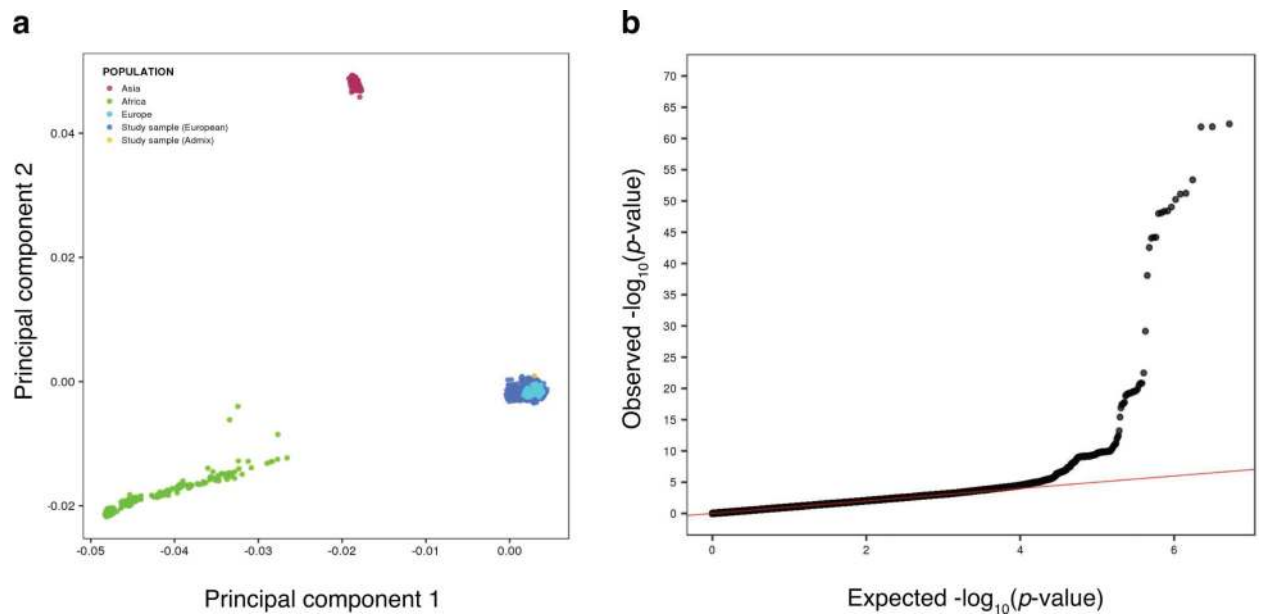 a
POPULATION
Asia
Africa
Europe
Study sample (European)
Study sample (Admix)
Principal component 2
0.04
0.02
0.00
-0.02
-0.05
-0.04
-0.03
-0.02
-0.01
0.00
Principal component 1
b
Observed -log10(p-value)
70
65
60
55
50
45
40
35
30
25
20
15
10
5
0
0
2
4
6
Expected -log10(p-value)